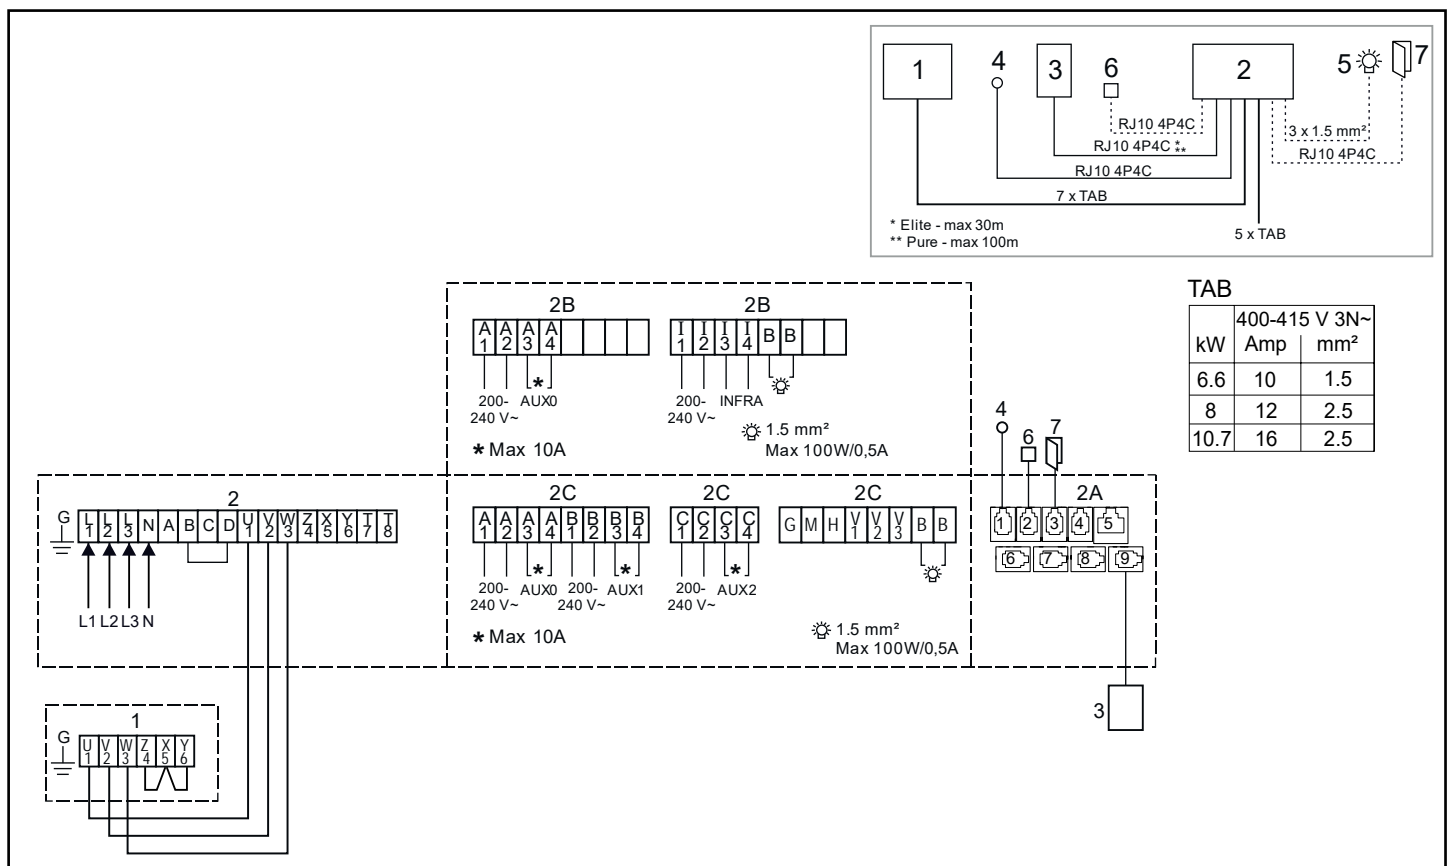 1
4
3
6
2
5
7
RJ10 4P4C
3 x 1.5 mm²
RJ10 4P4C *
**
RJ10 4P4C
RJ10 4P4C
7 x TAB
* Elite - max 30m
** Pure - max 100m
5 x TAB
TAB
kW 400-415 V 3N~
Amp mm²
6.6 10 1.5
8 12 2.5
10.7 16 2.5
2B
A1 A2 A3 A4
200-240 V~
* AUX0
* Max 10A
2B
I1 I2 I3 I4 B B
200-240 V~
INFRA
1.5 mm²
Max 100W/0,5A
2
G L1 L2 L3 N A B C D U1 V2 W3 Z4 X5 Y6 T7 T8
L1 L2 L3 N
2C
A1 A2 A3 A4 B1 B2 B3 B4
200-240 V~
* AUX0
200-240 V~
* AUX1
* Max 10A
2C
C1 C2 C3 C4
200-240 V~
* AUX2
2C
G M H V1 V2 V3 B B
1.5 mm²
Max 100W/0,5A
4
6
7
2A
1 2 3 4 5
6 7 8 9
3
1
G U1 V2 W3 Z4 X5 Y6